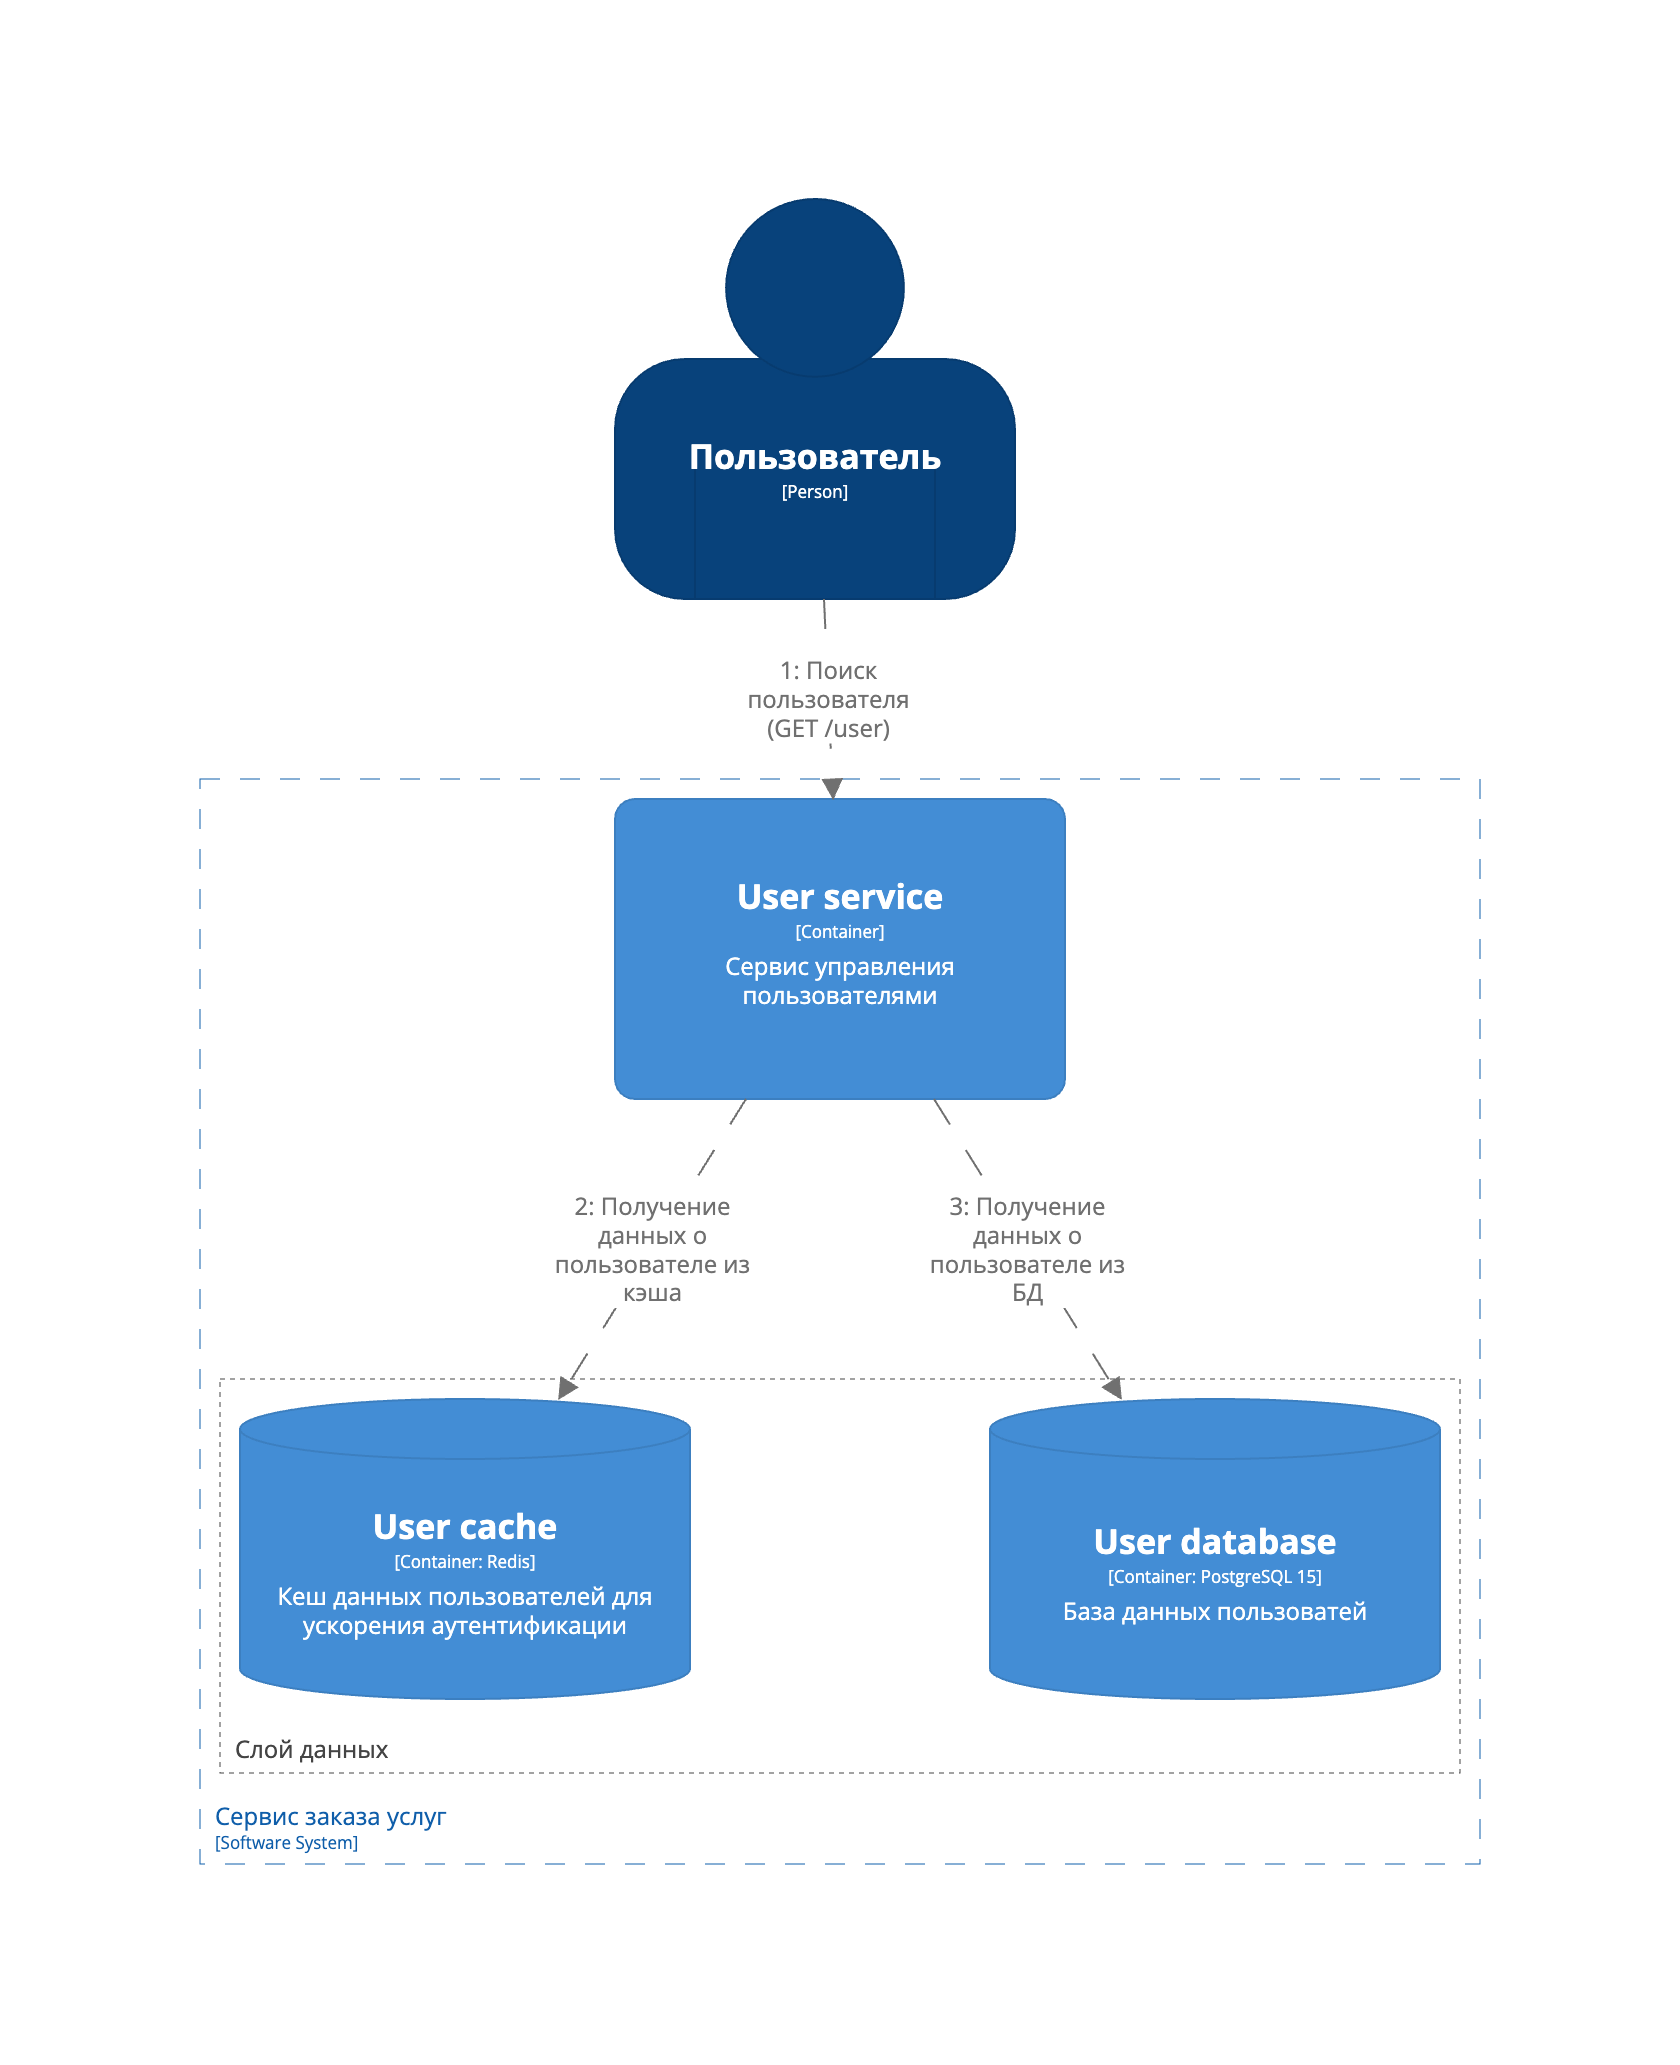 Пользователь
[Person]
1: Поиск
пользователя
(GET /user)
User service
[Container]
Сервис управления
пользователями
2: Получение
данных о
пользователе из
кэша
3: Получение
данных о
пользователе из
БД
User cache
[Container: Redis]
Кеш данных пользователей для
ускорения аутентификации
User database
[Container: PostgreSQL 15]
База данных пользоватей
Слой данных
Сервис заказа услуг
[Software System]